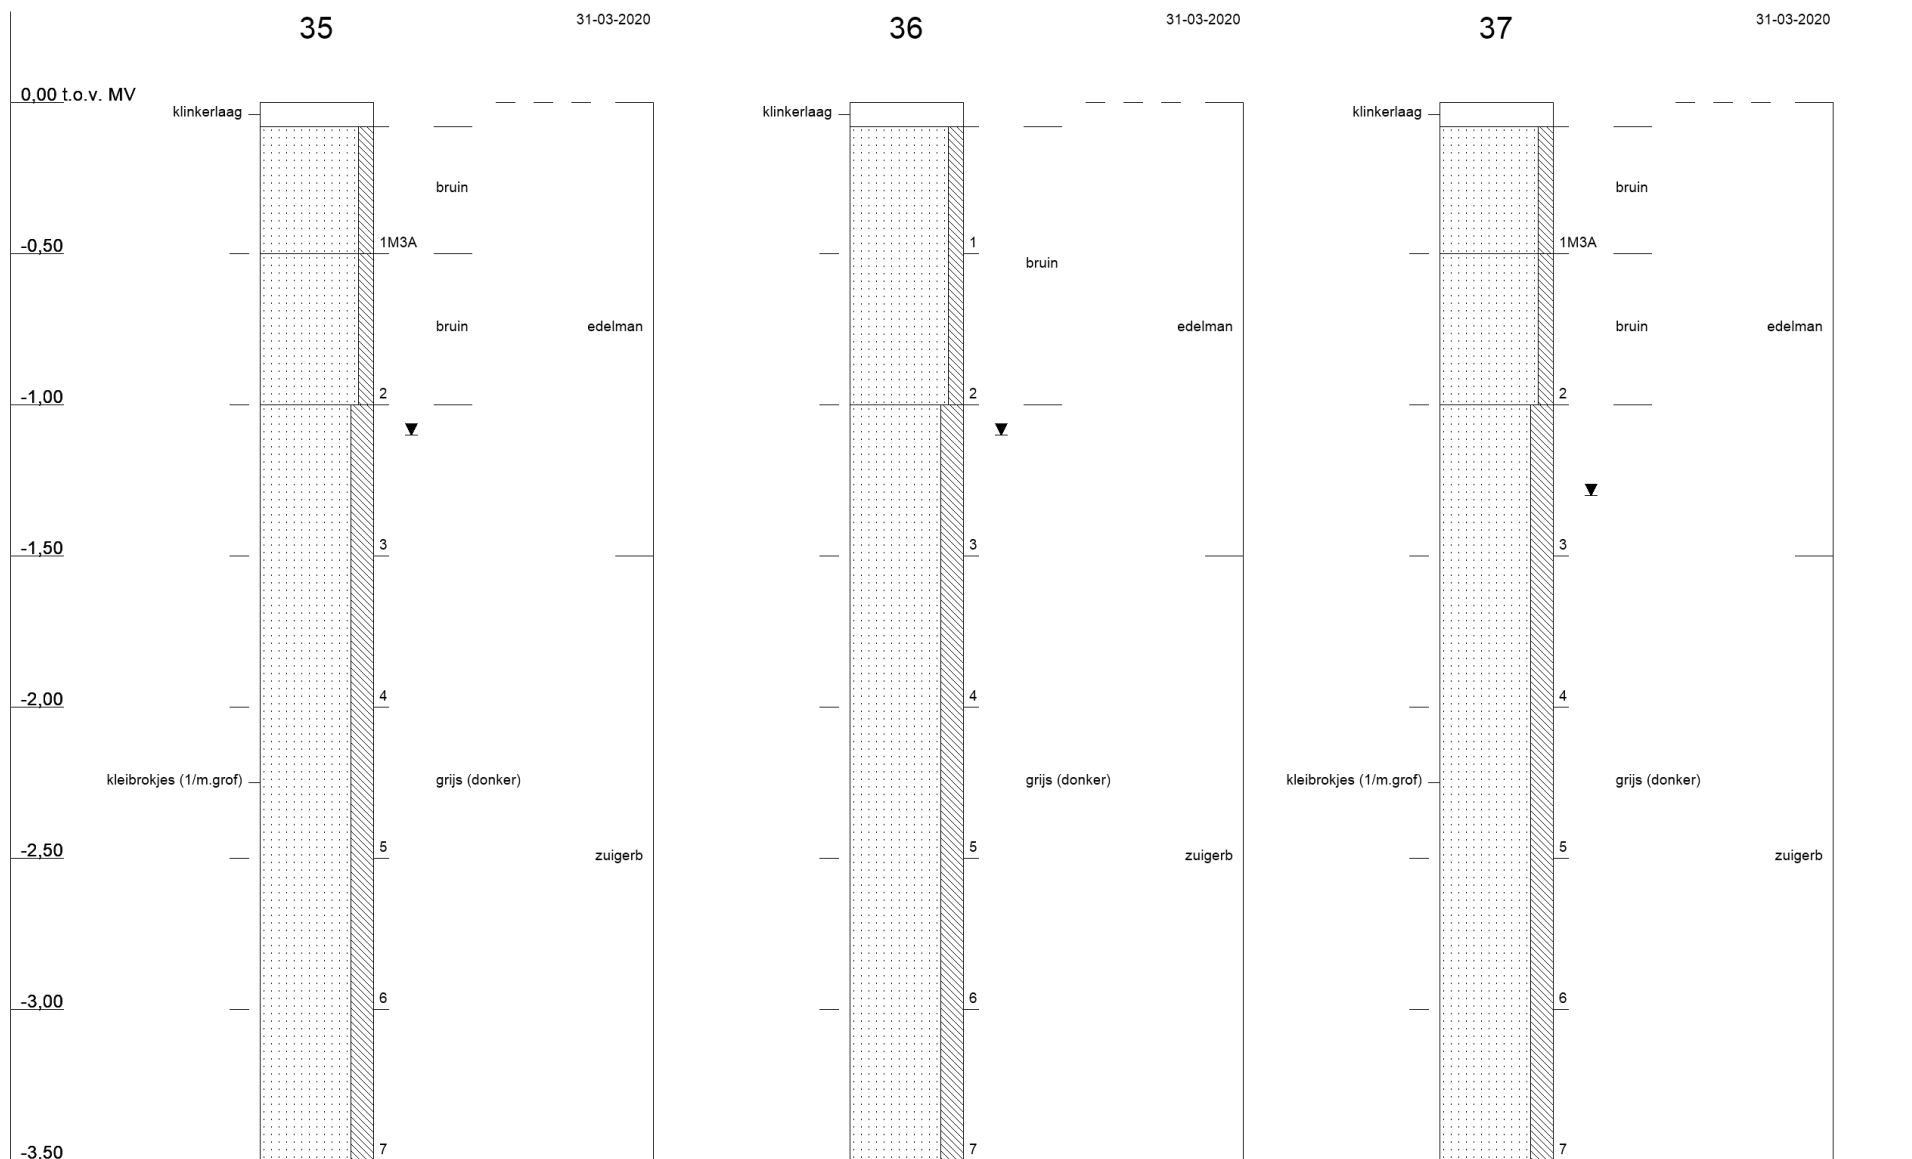 35
31-03-2020
36
31-03-2020
37
31-03-2020
0,00 t.o.v. MV
klinkerlaag
klinkerlaag
klinkerlaag
bruin
bruin
-0,50
1M3A
1
1M3A
bruin
bruin
edelman
edelman
bruin
edelman
-1,00
2
2
2
-1,50
3
3
3
-2,00
4
4
4
kleibrokjes (1/m.grof)
grijs (donker)
grijs (donker)
kleibrokjes (1/m.grof)
grijs (donker)
-2,50
5
zuigerb
5
zuigerb
5
zuigerb
-3,00
6
6
6
-3,50
7
7
7